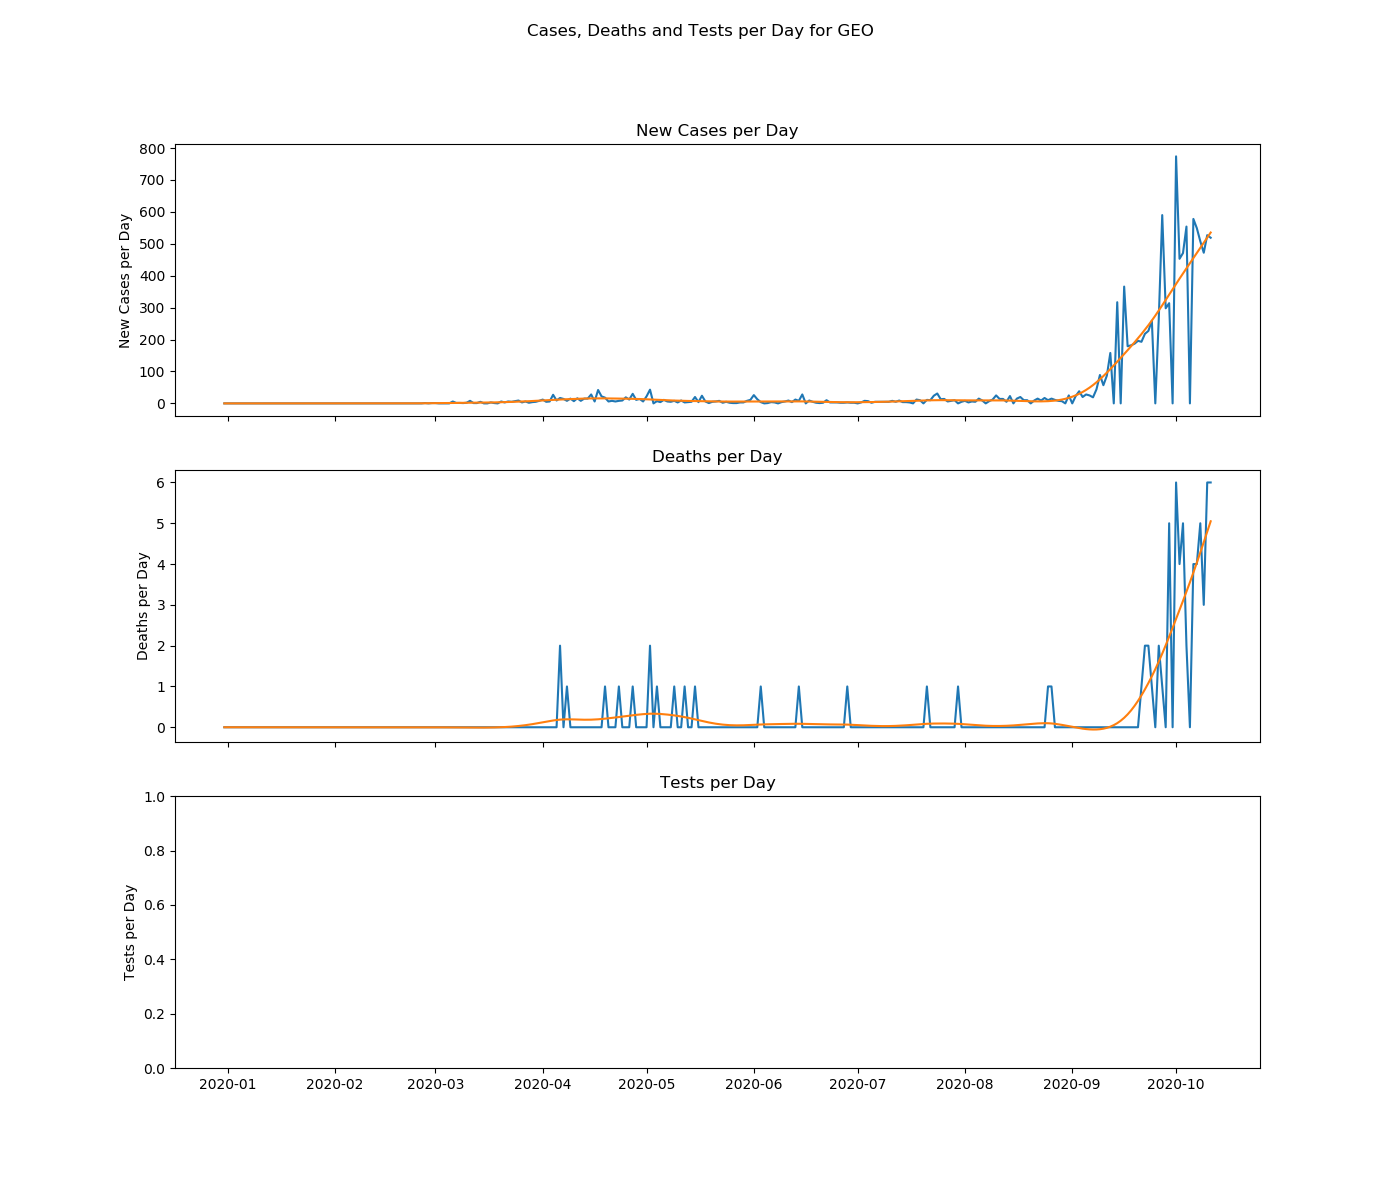 Cases, Deaths and Tests per Day for GEO
New Cases per Day
New Cases per Day
800
700
600
500
400
300
200
100
0
Deaths per Day
Deaths per Day
6
5
4
3
2
1
0
Tests per Day
Tests per Day
1.0
0.8
0.6
0.4
0.2
0.0
2020-01 2020-02 2020-03 2020-04 2020-05 2020-06 2020-07 2020-08 2020-09 2020-10